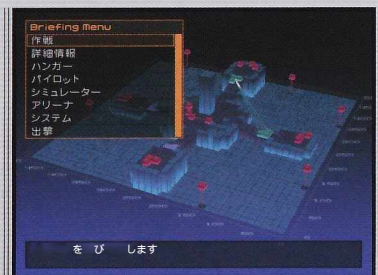 Briefing Menu
作戦
詳細情報
ハンガー
パイロット
シミュレーター
アリーナ
システム
出撃
を び します